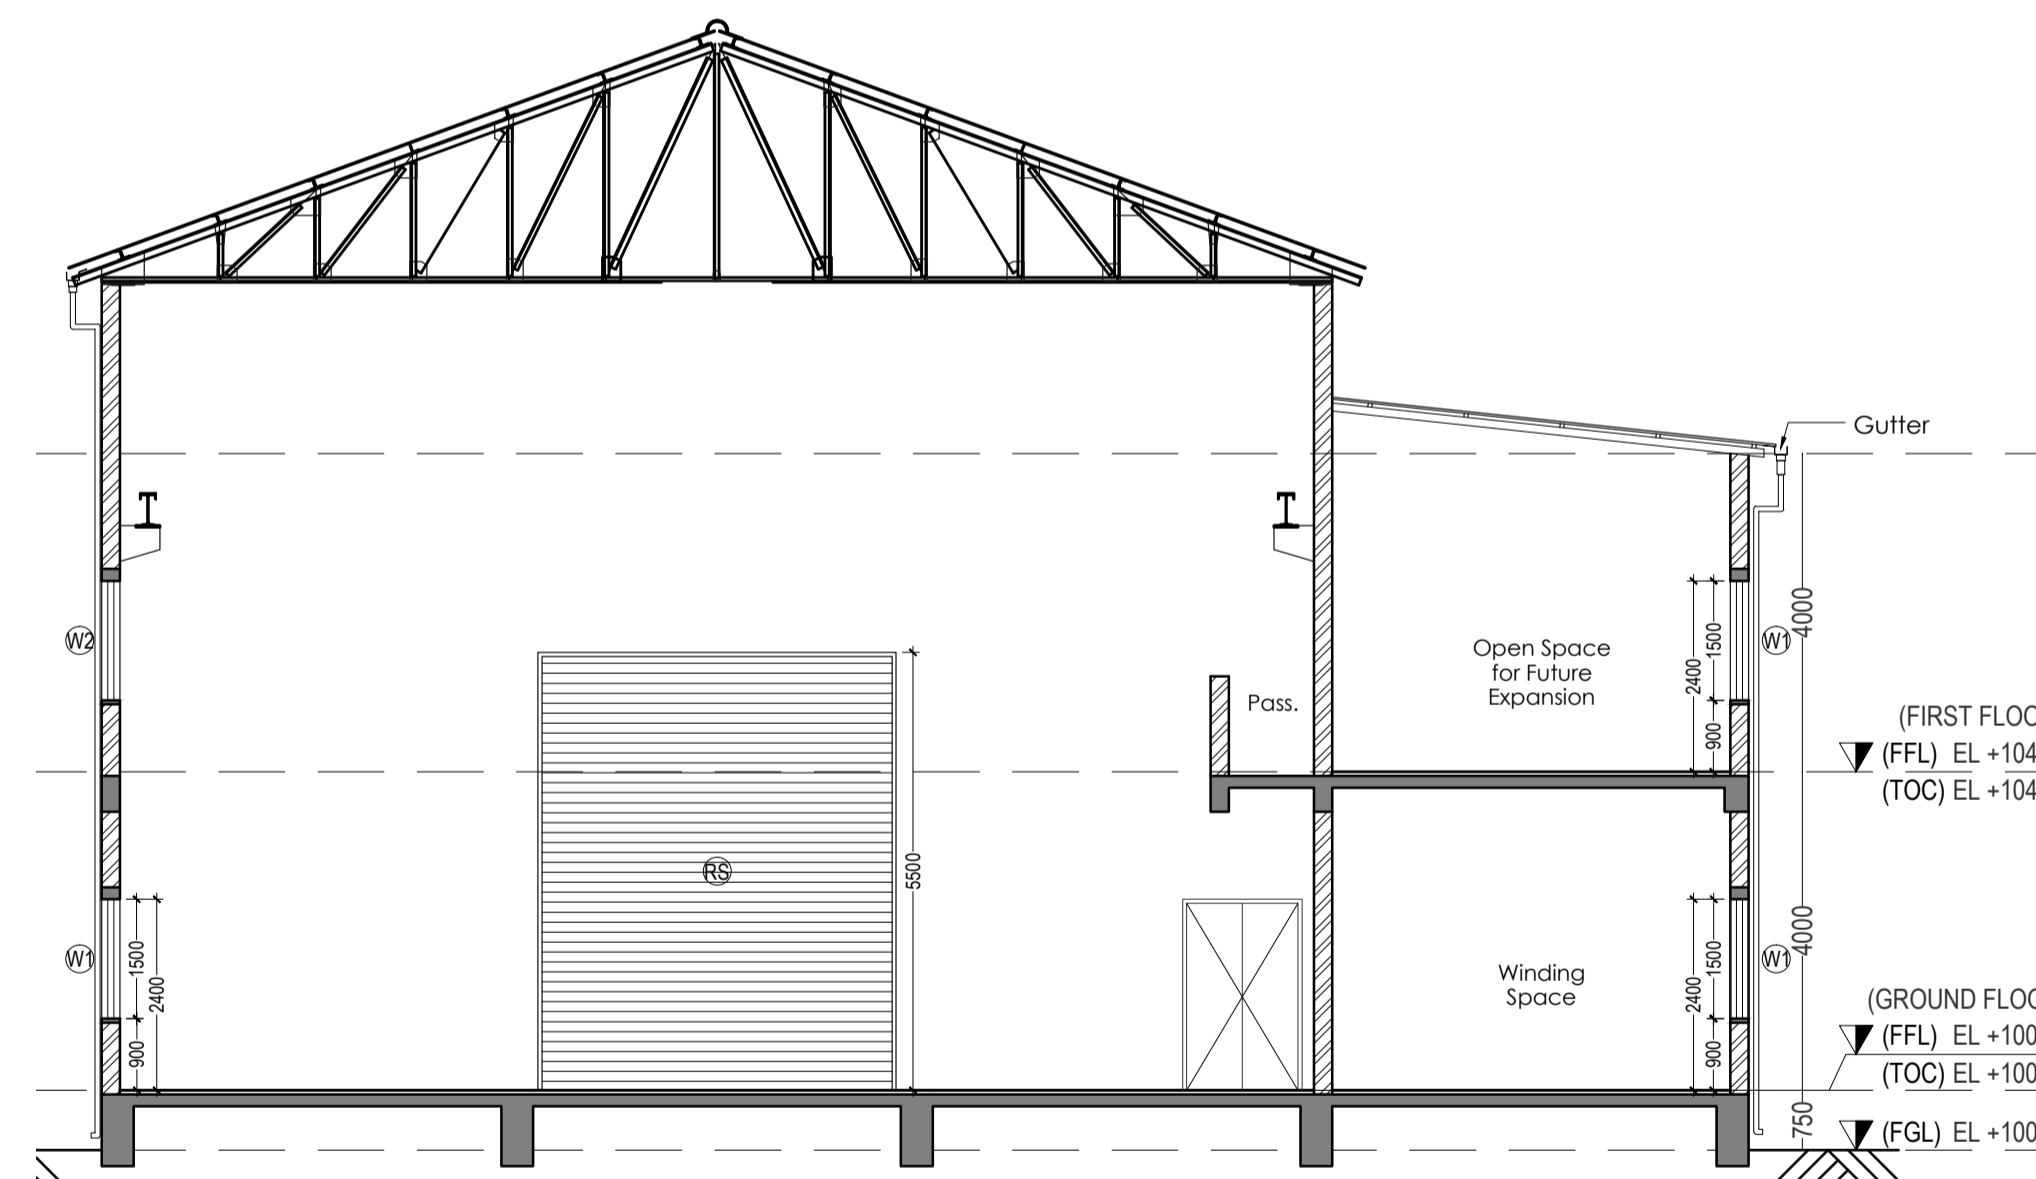 Gutter
4000
W2
1500
2400
900
W1
Open Space
for Future
Expansion
Pass.
(FIRST FLOO
(FFL) EL +104
(TOC) EL +104
RS
5500
W1
1500
2400
900
Winding
Space
2400
1500
900
W1
4000
(GROUND FLOO
(FFL) EL +100
(TOC) EL +100
750
(FGL) EL +100